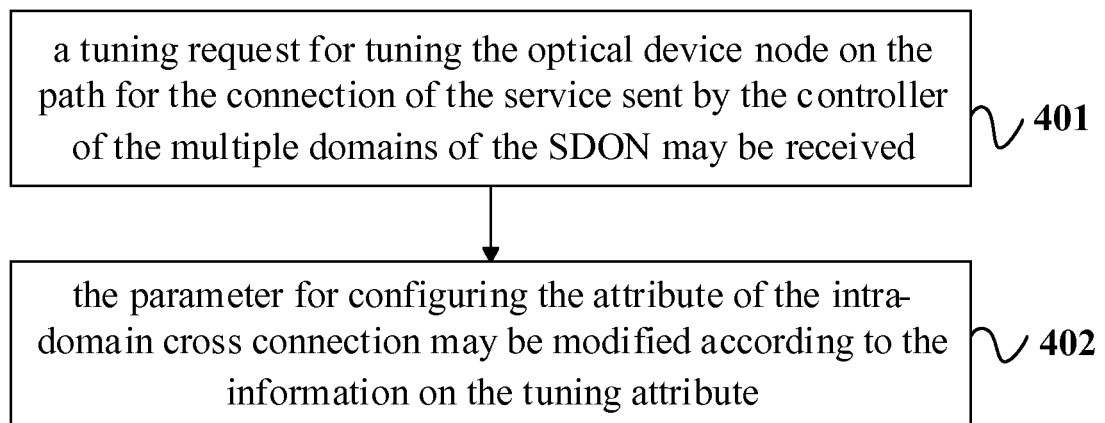 a tuning request for tuning the optical device node on the
path for the connection of the service sent by the controller
of the multiple domains of the SDON may be received
401
the parameter for configuring the attribute of the intra-
domain cross connection may be modified according to the
information on the tuning attribute
402